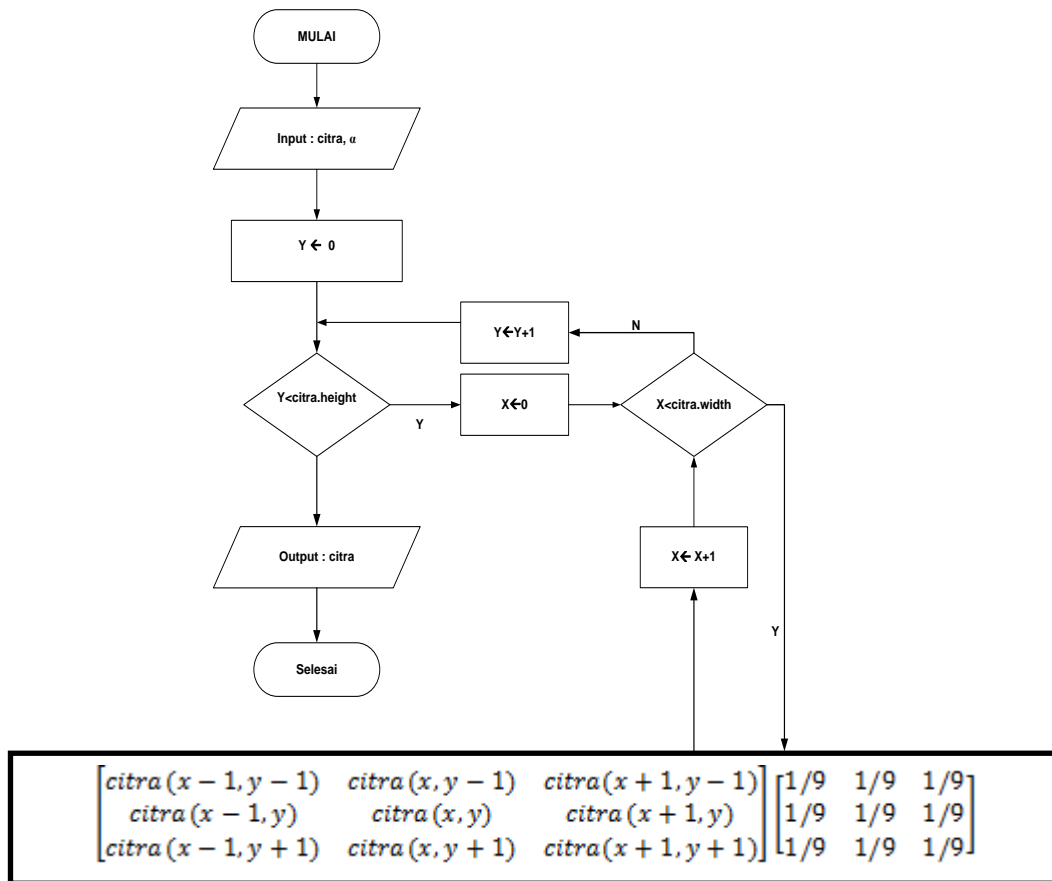 MULAI
Input : citra, α
Y ← 0
Y←Y+1
N
Y<citra.height
Y
X←0
X<citra.width
Output : citra
X← X+1
Y
Selesai
citra(x − 1, y − 1) citra(x, y − 1) citra(x + 1, y − 1) 1/9 1/9 1/9
citra(x − 1, y) citra(x, y) citra(x + 1, y) 1/9 1/9 1/9
citra(x − 1, y + 1) citra(x, y + 1) citra(x + 1, y + 1) 1/9 1/9 1/9